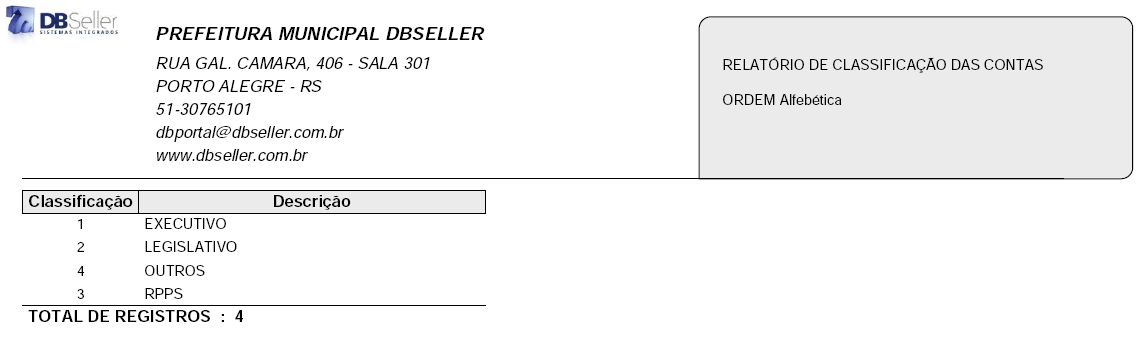 DBSeller
SISTEMAS INTEGRADOS
PREFEITURA MUNICIPAL DBSELLER
RUA GAL. CAMARA, 406 - SALA 301
PORTO ALEGRE - RS
51-30765101
dbportal@dbseller.com.br
www.dbseller.com.br
RELATÓRIO DE CLASSIFICAÇÃO DAS CONTAS
ORDEM Alfebética
Classificação Descrição
1 EXECUTIVO
2 LEGISLATIVO
4 OUTROS
3 RPPS
TOTAL DE REGISTROS : 4